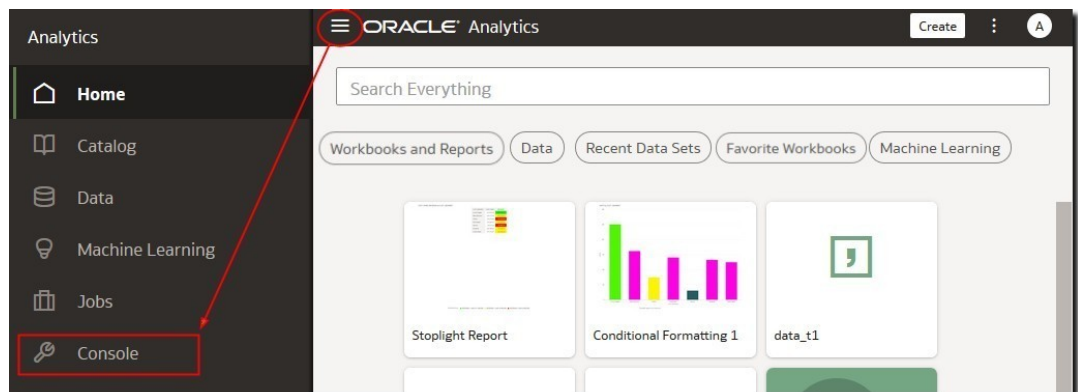 Analytics
Home
Catalog
Data
Machine Learning
Jobs
Console
ORACLE® Analytics
Create
A
Search Everything
Workbooks and Reports
Data
Recent Data Sets
Favorite Workbooks
Machine Learning
Stoplight Report
Conditional Formatting 1
data_t1